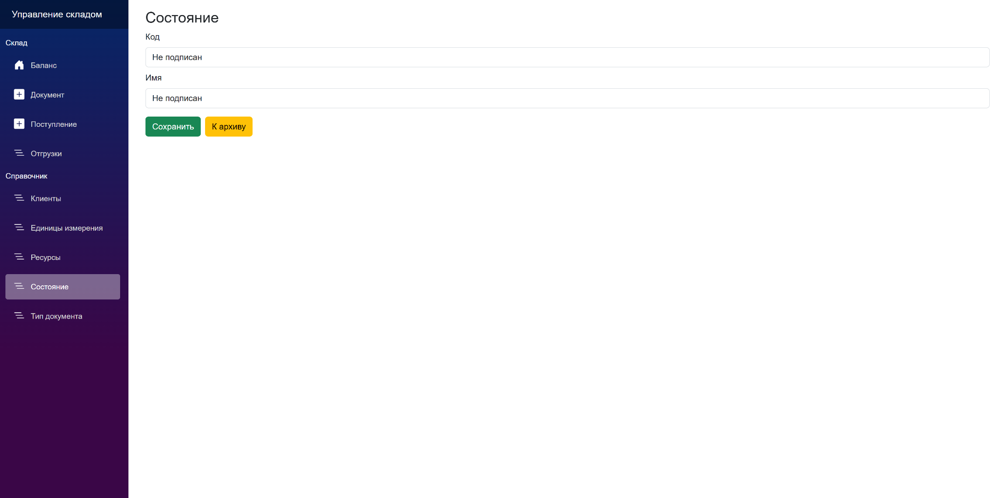 Управление складом
Склад
Баланс
Документ
Поступление
Отгрузки
Справочник
Клиенты
Единицы измерения
Ресурсы
Состояние
Тип документа
Состояние
Код
Не подписан
Имя
Не подписан
Сохранить К архиву